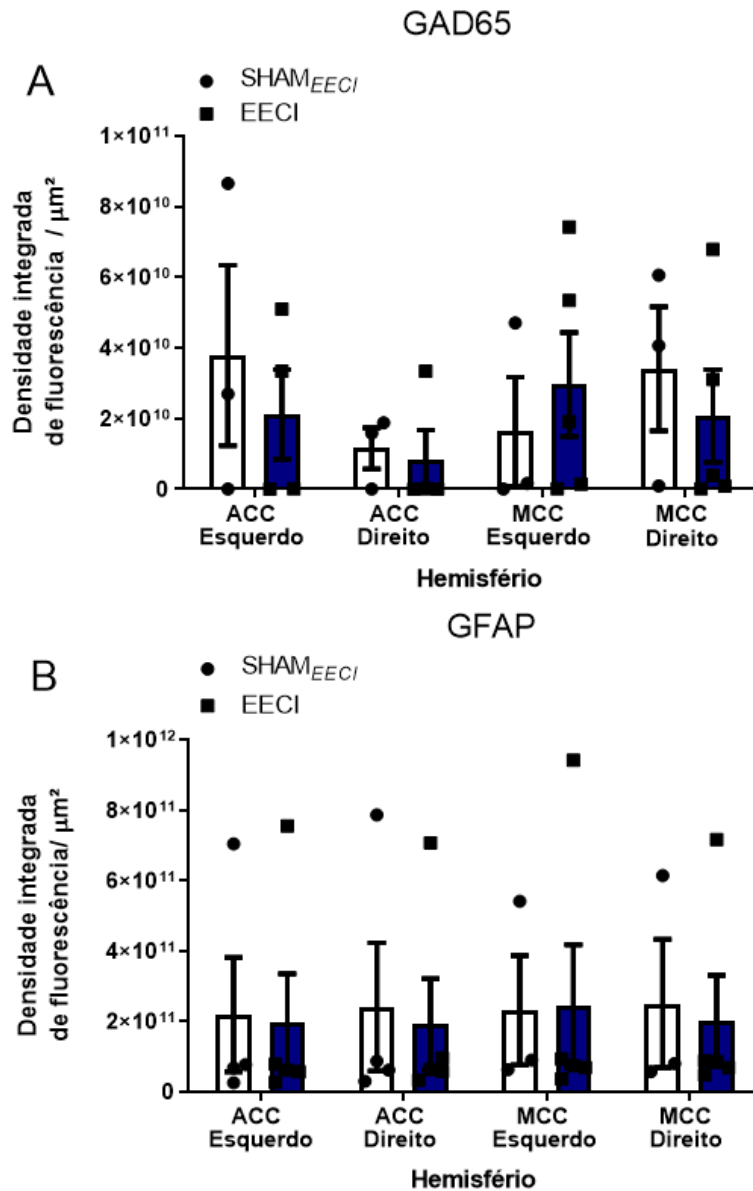 GAD65
A
SHAM_EECI
EECI
Densidade integrada
de fluorescência / µm²
1×10¹¹
8×10¹⁰
6×10¹⁰
4×10¹⁰
2×10¹⁰
0
ACC ACC MCC MCC
Esquerdo Direito Esquerdo Direito
Hemisfério
GFAP
B
SHAM_EECI
EECI
Densidade integrada
de fluorescência/ µm²
1×10¹²
8×10¹¹
6×10¹¹
4×10¹¹
2×10¹¹
0
ACC ACC MCC MCC
Esquerdo Direito Esquerdo Direito
Hemisfério